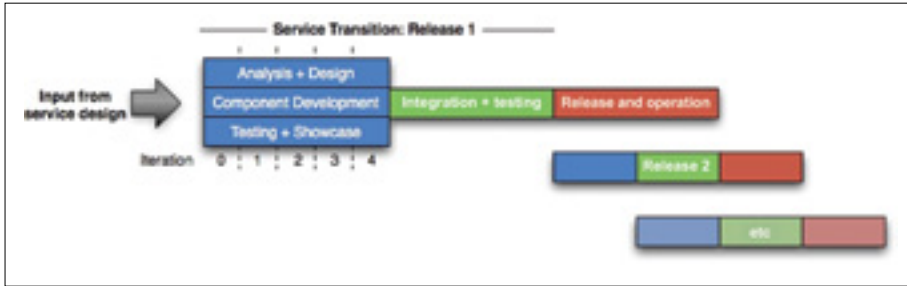 Service Transition: Release 1
Analysis + Design
Input from
service design
Component Development
Integration + testing
Release and operation
Testing + Showcase
Iteration 0 1 2 3 4
Release 2
etc